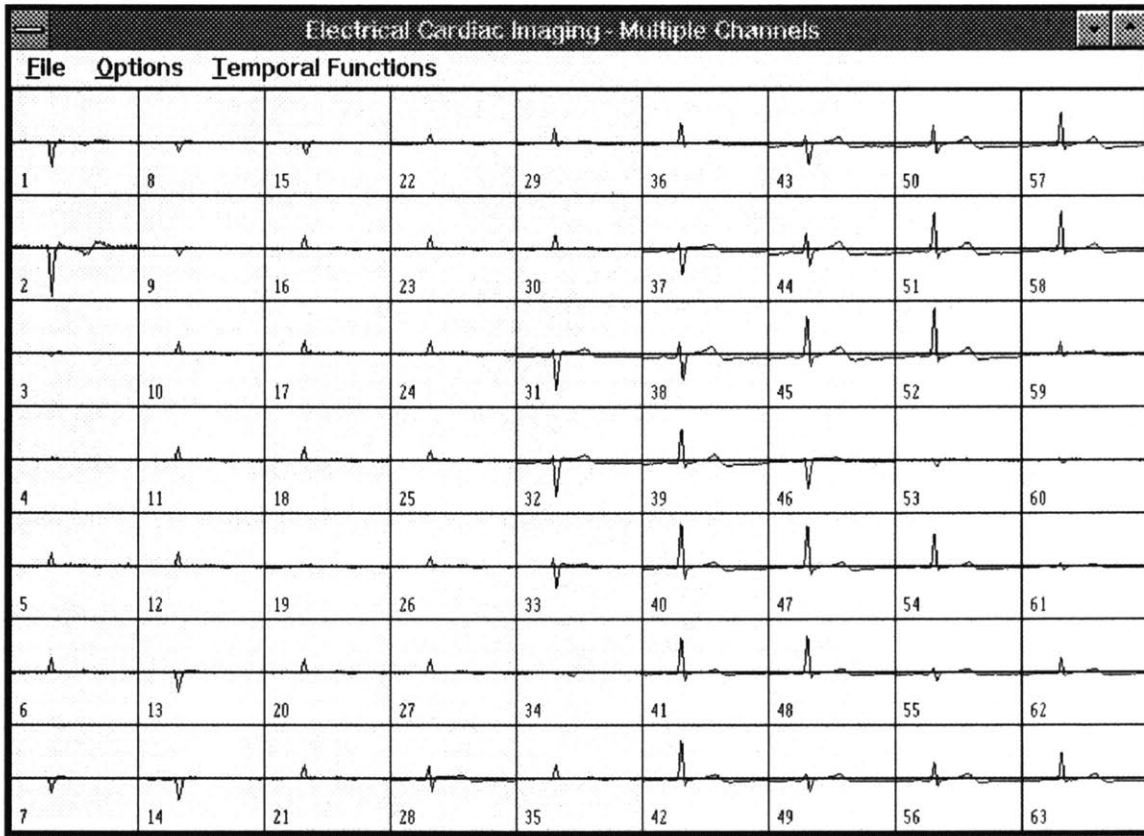 Electrical Cardiac Imaging - Multiple Channels
File Options Temporal Functions
1 8 15 22 29 36 43 50 57
2 9 16 23 30 37 44 51 58
3 10 17 24 31 38 45 52 59
4 11 18 25 32 39 46 53 60
5 12 19 26 33 40 47 54 61
6 13 20 27 34 41 48 55 62
7 14 21 28 35 42 49 56 63